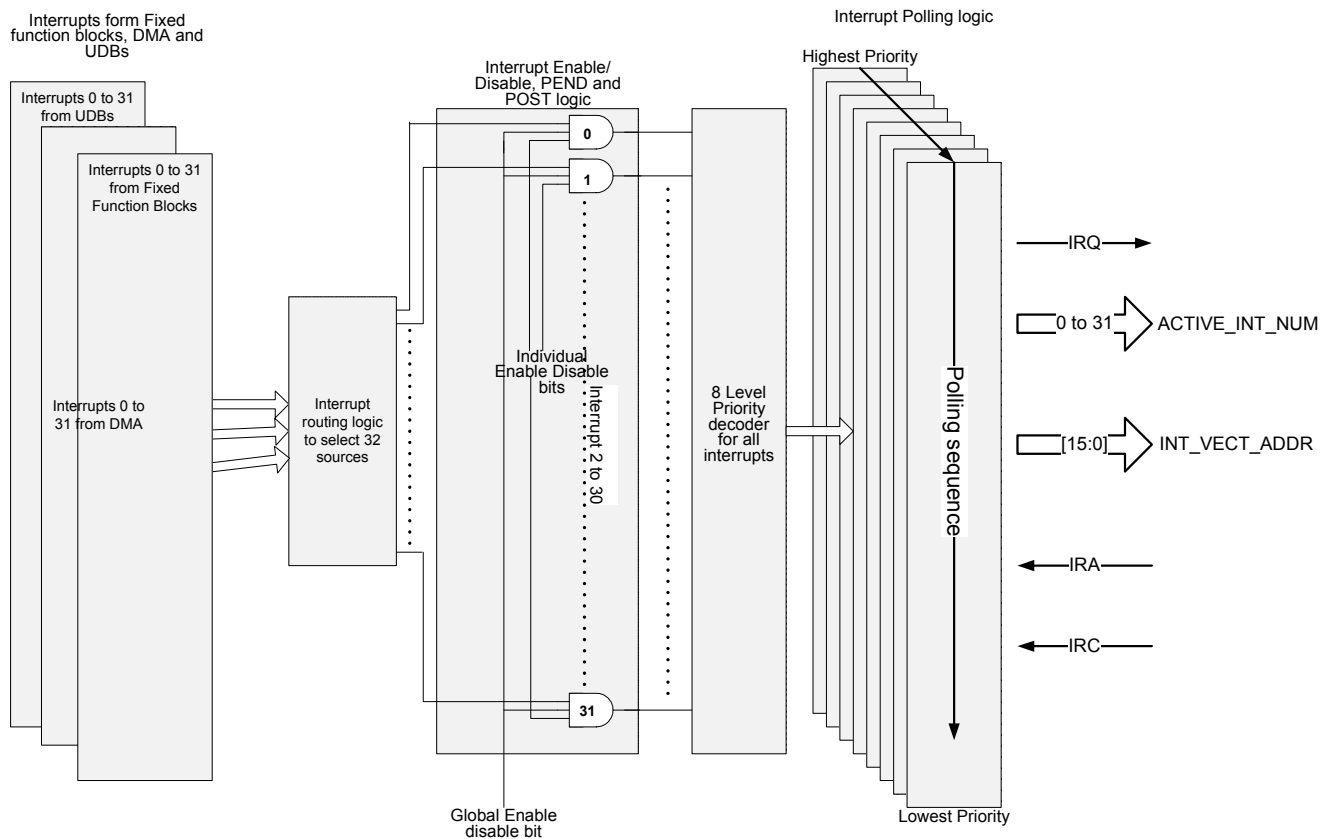 Interrupts form Fixed
function blocks, DMA and
UDBs
Interrupts 0 to 31
from UDBs
Interrupts 0 to 31
from Fixed
Function Blocks
Interrupts 0 to
31 from DMA
Interrupt
routing logic
to select 32
sources
Interrupt Enable/
Disable, PEND and
POST logic
0
1
Individual
Enable Disable
bits
Interrupt 2 to 30
31
Global Enable
disable bit
8 Level
Priority
decoder
for all
interrupts
Interrupt Polling logic
Highest Priority
Polling sequence
Lowest Priority
IRQ
0 to 31
ACTIVE_INT_NUM
[15:0]
INT_VECT_ADDR
IRA
IRC